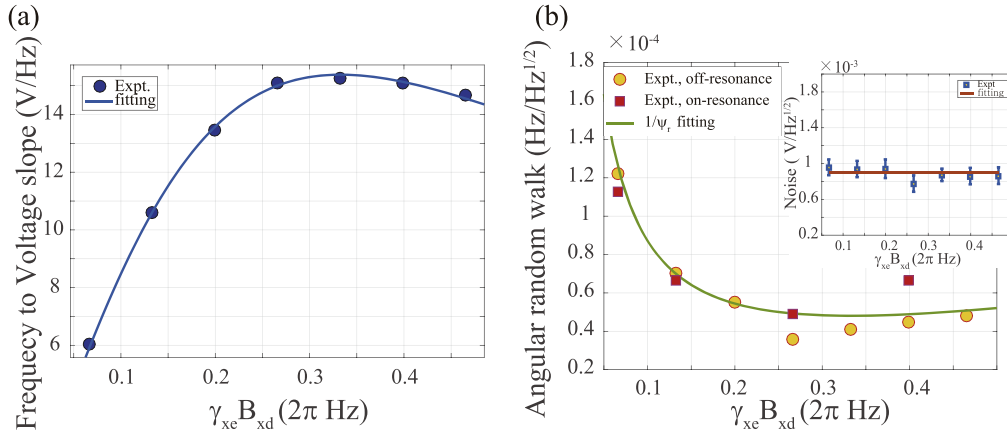 (a)
Frequecy to Voltage slope (V/Hz)
14
12
10
8
6
Expt.
fitting
0.1
0.2
0.3
0.4
γxeBxd (2π Hz)
(b)
Angular random walk (Hz/Hz1/2)
× 10-4
1.8
1.6
1.4
1.2
1
0.8
0.6
0.4
0.2
Expt., off-resonance
Expt., on-resonance
1/ψr fitting
0.1
0.2
0.3
0.4
γxeBxd (2π Hz)
× 10-3
Noise ( V/Hz1/2)
1.8
1.4
1
0.6
0.2
Expt
fitting
0.1
0.2
0.3
0.4
γxeBxd (2π Hz)